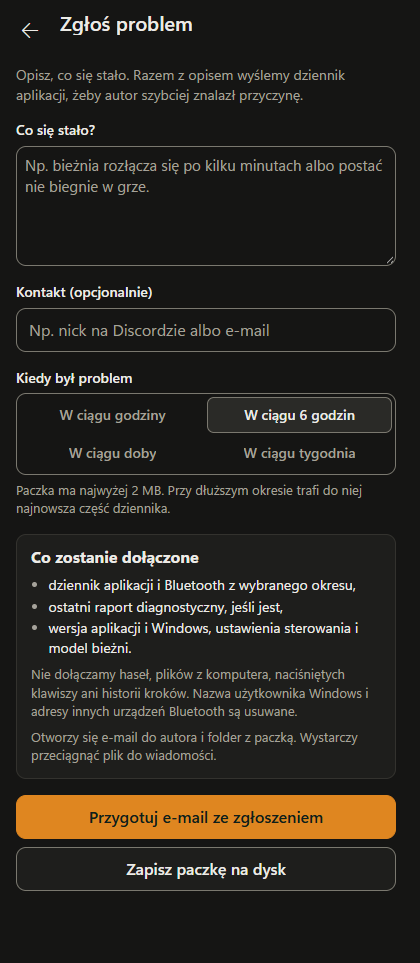 Zgłoś problem
Opisz, co się stało. Razem z opisem wyślemy dziennik
aplikacji, żeby autor szybciej znalazł przyczynę.
Co się stało?
Np. bieżnia rozłącza się po kilku minutach albo postać
nie biegnie w grze.
Kontakt (opcjonalnie)
Np. nick na Discordzie albo e-mail
Kiedy był problem
W ciągu godziny
W ciągu 6 godzin
W ciągu doby
W ciągu tygodnia
Paczka ma najwyżej 2 MB. Przy dłuższym okresie trafi do niej
najnowsza część dziennika.
Co zostanie dołączone
• dziennik aplikacji i Bluetooth z wybranego okresu,
• ostatni raport diagnostyczny, jeśli jest,
• wersja aplikacji i Windows, ustawienia sterowania i
model bieżni.
Nie dołączamy haseł, plików z komputera, naciśniętych
klawiszy ani historii kroków. Nazwa użytkownika Windows i
adresy innych urządzeń Bluetooth są usuwane.
Otworzy się e-mail do autora i folder z paczką. Wystarczy
przeciągnąć plik do wiadomości.
Przygotuj e-mail ze zgłoszeniem
Zapisz paczkę na dysk